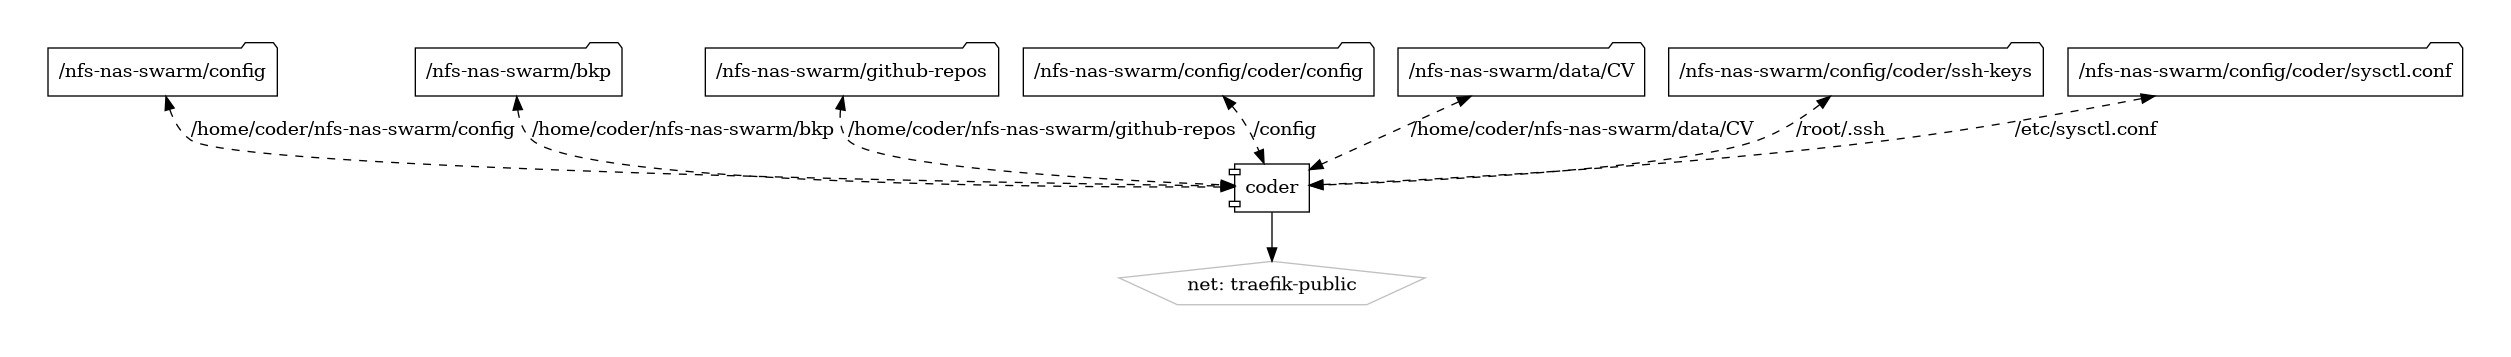 /nfs-nas-swarm/config
/nfs-nas-swarm/bkp
/nfs-nas-swarm/github-repos
/nfs-nas-swarm/config/coder/config
/nfs-nas-swarm/data/CV
/nfs-nas-swarm/config/coder/ssh-keys
/nfs-nas-swarm/config/coder/sysctl.conf
/home/coder/nfs-nas-swarm/config
/home/coder/nfs-nas-swarm/bkp
/home/coder/nfs-nas-swarm/github-repos
/config
/home/coder/nfs-nas-swarm/data/CV
/root/.ssh
/etc/sysctl.conf
coder
net: traefik-public